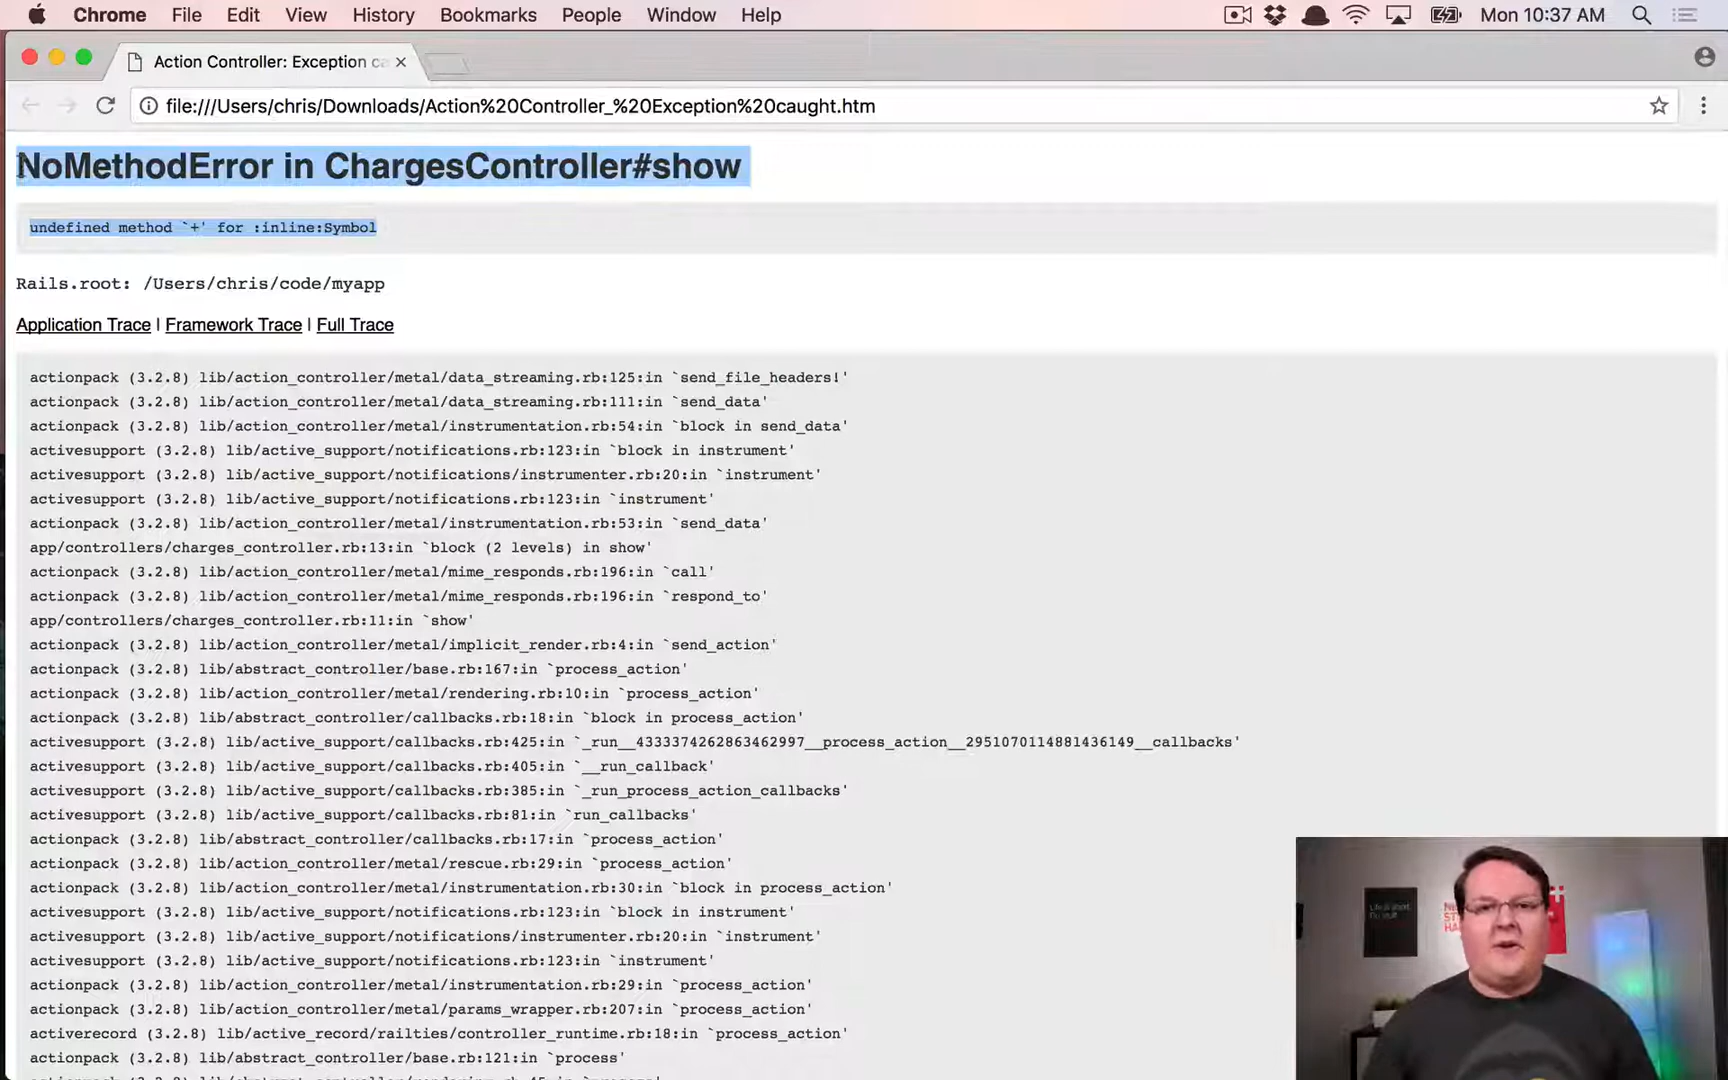 Chrome File Edit View History Bookmarks People Window Help Mon 10:37 AM
Action Controller: Exception ca
file:///Users/chris/Downloads/Action%20Controller_%20Exception%20caught.htm
NoMethodError in ChargesController#show
undefined method `+' for :inline:Symbol
Rails.root: /Users/chris/code/myapp
Application Trace | Framework Trace | Full Trace
actionpack (3.2.8) lib/action_controller/metal/data_streaming.rb:125:in `send_file_headers!'
actionpack (3.2.8) lib/action_controller/metal/data_streaming.rb:111:in `send_data'
actionpack (3.2.8) lib/action_controller/metal/instrumentation.rb:54:in `block in send_data'
activesupport (3.2.8) lib/active_support/notifications.rb:123:in `block in instrument'
activesupport (3.2.8) lib/active_support/notifications/instrumenter.rb:20:in `instrument'
activesupport (3.2.8) lib/active_support/notifications.rb:123:in `instrument'
actionpack (3.2.8) lib/action_controller/metal/instrumentation.rb:53:in `send_data'
app/controllers/charges_controller.rb:13:in `block (2 levels) in show'
actionpack (3.2.8) lib/action_controller/metal/mime_responds.rb:196:in `call'
actionpack (3.2.8) lib/action_controller/metal/mime_responds.rb:196:in `respond_to'
app/controllers/charges_controller.rb:11:in `show'
actionpack (3.2.8) lib/action_controller/metal/implicit_render.rb:4:in `send_action'
actionpack (3.2.8) lib/abstract_controller/base.rb:167:in `process_action'
actionpack (3.2.8) lib/action_controller/metal/rendering.rb:10:in `process_action'
actionpack (3.2.8) lib/abstract_controller/callbacks.rb:18:in `block in process_action'
activesupport (3.2.8) lib/active_support/callbacks.rb:425:in `_run__4333374262863462997__process_action__2951070114881436149__callbacks'
activesupport (3.2.8) lib/active_support/callbacks.rb:405:in `__run_callback'
activesupport (3.2.8) lib/active_support/callbacks.rb:385:in `_run_process_action_callbacks'
activesupport (3.2.8) lib/active_support/callbacks.rb:81:in `run_callbacks'
actionpack (3.2.8) lib/abstract_controller/callbacks.rb:17:in `process_action'
actionpack (3.2.8) lib/action_controller/metal/rescue.rb:29:in `process_action'
actionpack (3.2.8) lib/action_controller/metal/instrumentation.rb:30:in `block in process_action'
activesupport (3.2.8) lib/active_support/notifications.rb:123:in `block in instrument'
activesupport (3.2.8) lib/active_support/notifications/instrumenter.rb:20:in `instrument'
activesupport (3.2.8) lib/active_support/notifications.rb:123:in `instrument'
actionpack (3.2.8) lib/action_controller/metal/instrumentation.rb:29:in `process_action'
actionpack (3.2.8) lib/action_controller/metal/params_wrapper.rb:207:in `process_action'
activerecord (3.2.8) lib/active_record/railties/controller_runtime.rb:18:in `process_action'
actionpack (3.2.8) lib/abstract_controller/base.rb:121:in `process'